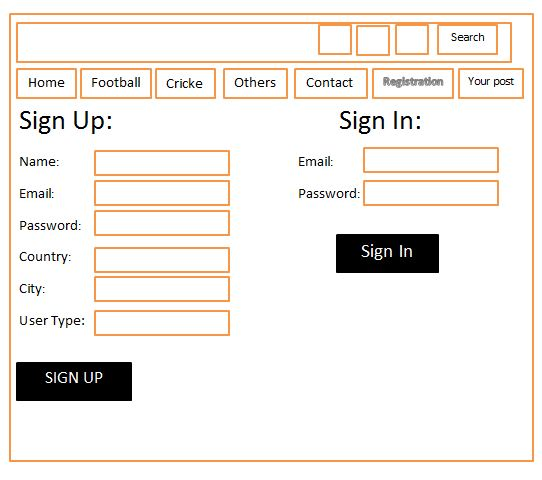 Search
Home Football Cricke Others Contact Registration Your post
Sign Up: Sign In:
Name: Email:
Email: Password:
Password:
Sign In
Country:
City:
User Type:
SIGN UP